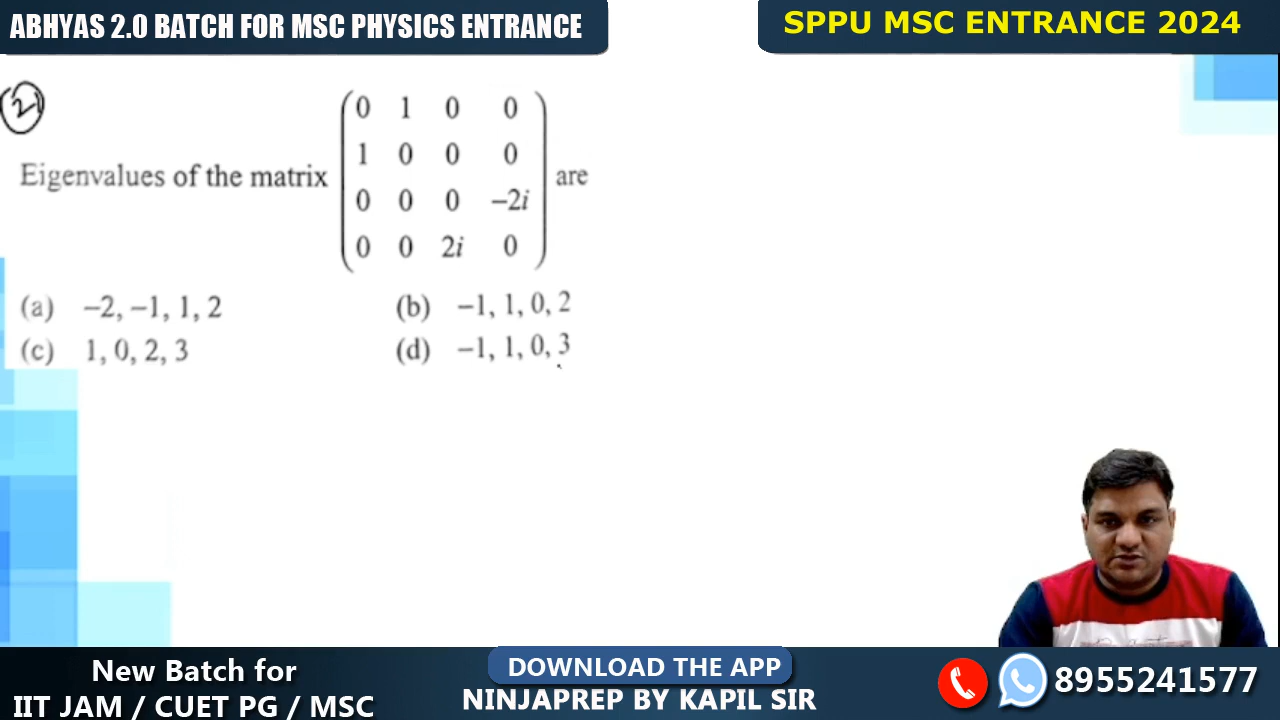 ABHYAS 2.0 BATCH FOR MSC PHYSICS ENTRANCE
SPPU MSC ENTRANCE 2024
2
0 1 0 0
1 0 0 0
Eigenvalues of the matrix are
0 0 0 −2i
0 0 2i 0
(a) −2, −1, 1, 2 (b) −1, 1, 0, 2
(c) 1, 0, 2, 3 (d) −1, 1, 0, 3
New Batch for
IIT JAM / CUET PG / MSC
DOWNLOAD THE APP
NINJAPREP BY KAPIL SIR
8955241577